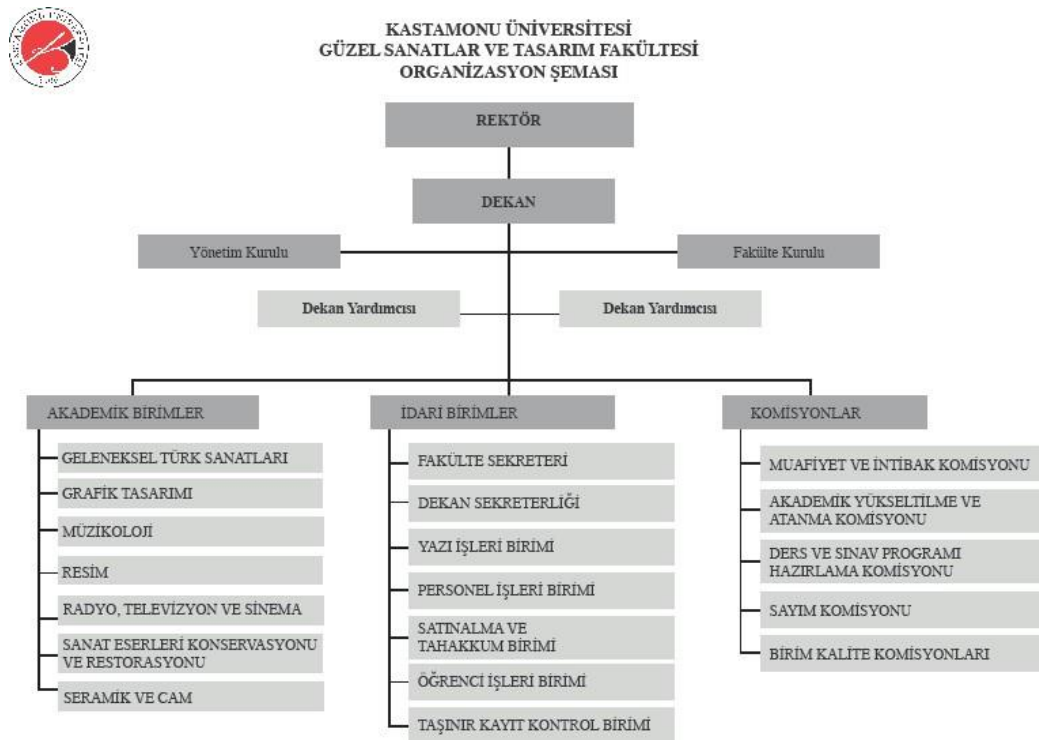 KASTAMONU ÜNİVERSİTESİ
GÜZEL SANATLAR VE TASARIM FAKÜLTESİ
ORGANİZASYON ŞEMASI
REKTÖR
DEKAN
Yönetim Kurulu
Fakülte Kurulu
Dekan Yardımcısı
Dekan Yardımcısı
AKADEMİK BİRİMLER
GELENEKSEL TÜRK SANATLARI
GRAFİK TASARIMI
MÜZİKOLOJİ
RESİM
RADYO, TELEVİZYON VE SİNEMA
SANAT ESERLERİ KONSERVASYONU
VE RESTORASYONU
SERAMİK VE CAM
İDARİ BİRİMLER
FAKÜLTE SEKRETERİ
DEKAN SEKRETERLİĞİ
YAZI İŞLERİ BİRİMİ
PERSONEL İŞLERİ BİRİMİ
SATINALMA VE
TAHAKKUM BİRİMİ
ÖĞRENCİ İŞLERİ BİRİMİ
TAŞINIR KAYIT KONTROL BİRİMİ
KOMİSYONLAR
MUAFİYET VE İNTİBAK KOMİSYONU
AKADEMİK YÜKSELTİLME VE
ATANMA KOMİSYONU
DERS VE SINAV PROGRAMI
HAZIRLAMA KOMİSYONU
SAYIM KOMİSYONU
BİRİM KALİTE KOMİSYONLARI